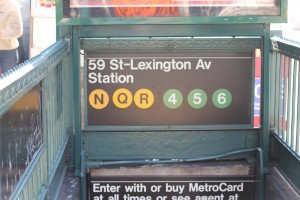 59 St-Lexington Av
Station
N Q R 4 5 6
Enter with or buy MetroCard
at all times or see agent at